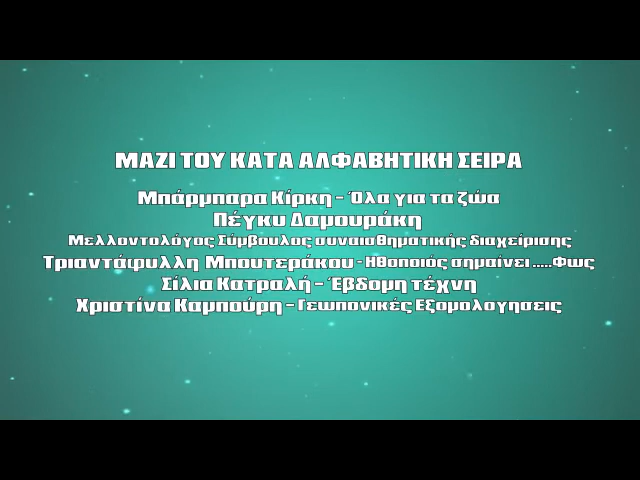 ΜΑΖΙ ΤΟΥ ΚΑΤΑ ΑΛΦΑΒΗΤΙΚΗ ΣΕΙΡΑ
Μπάρμπαρα Κίρκη - Όλα για τα ζώα
Πέγκυ Δαμουράκη
Μελλοντολόγος Σύμβουλος συναισθηματικής διαχείρισης
Τριαντάφυλλη Μπουτεράκου - Ηθοποιός σημαίνει .....Φως
Σίλια Κατραλή - Έβδομη τέχνη
Χριστίνα Καμπούρη - Γεωπονικές Εξομολογησεις